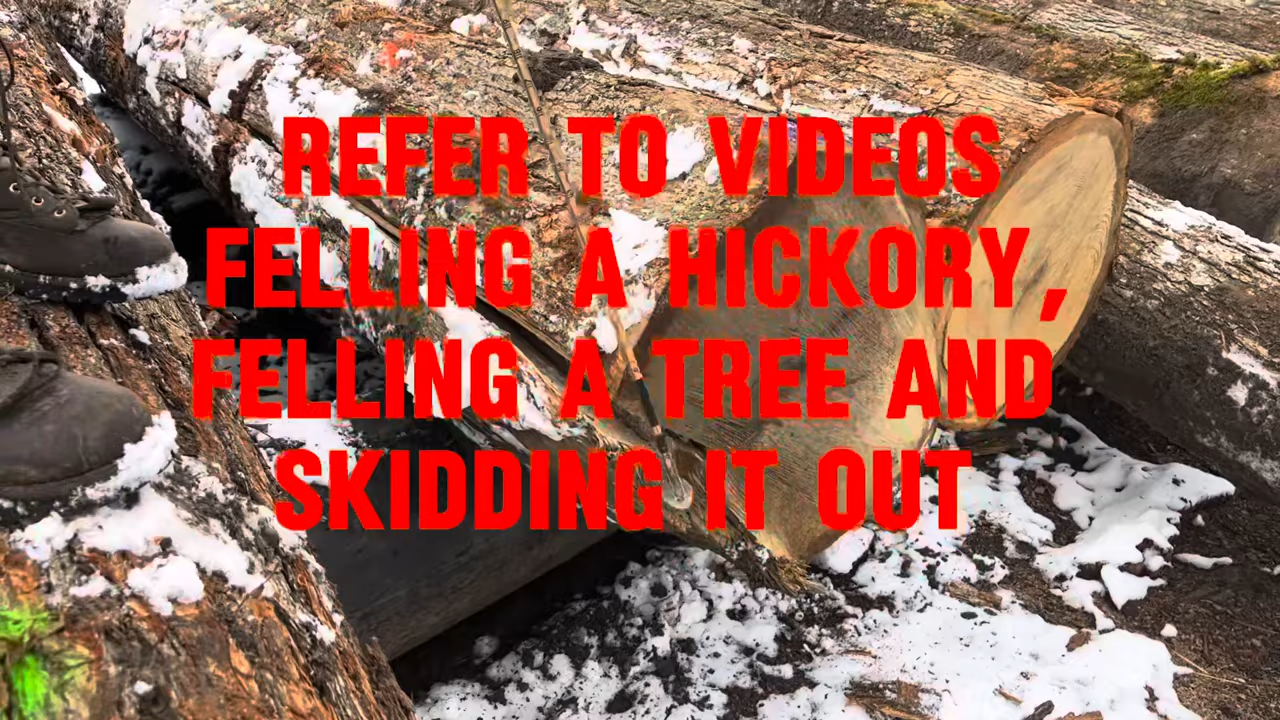 REFER TO VIDEOS
FELLING A HICKORY,
FELLING A TREE AND
SKIDDING IT OUT